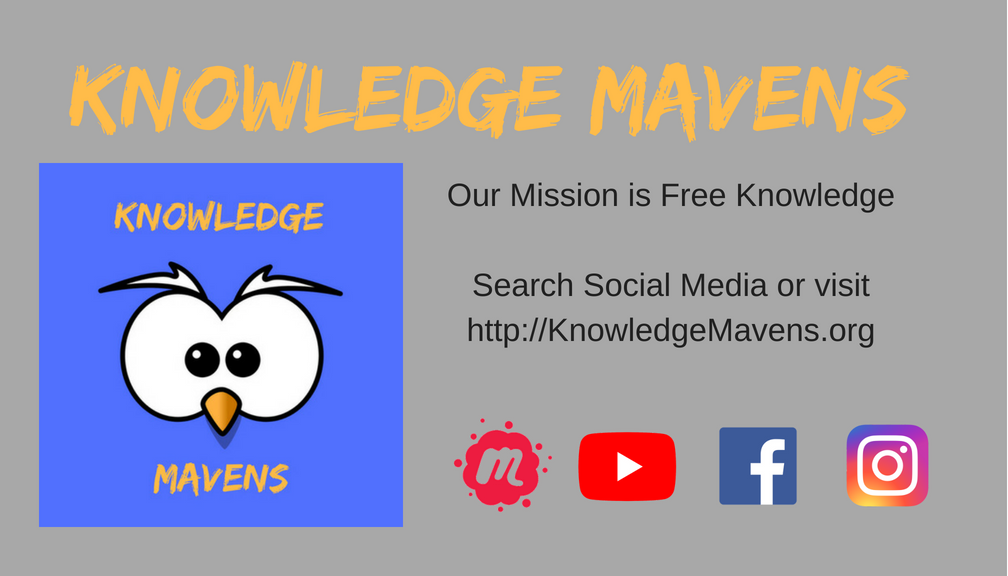 KNOWLEDGE MAVENS
KNOWLEDGE
MAVENS
Our Mission is Free Knowledge
Search Social Media or visit
http://KnowledgeMavens.org
m
f